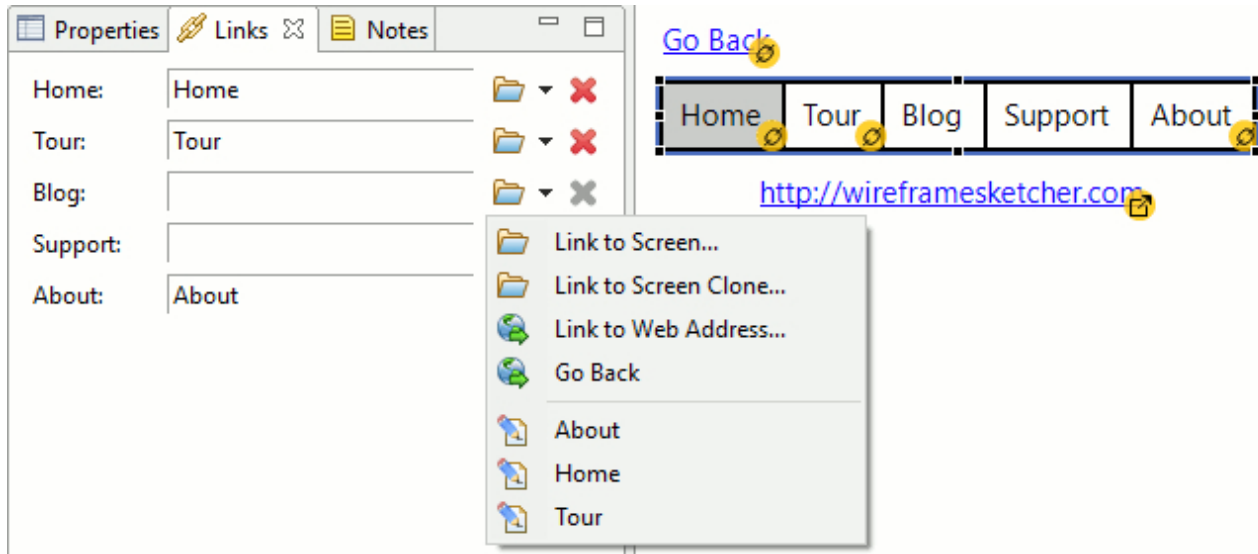 Properties Links Notes
Home: Home
Tour: Tour
Blog:
Support:
About: About
Link to Screen...
Link to Screen Clone...
Link to Web Address...
Go Back
About
Home
Tour
Go Back
Home Tour Blog Support About
http://wireframesketcher.com